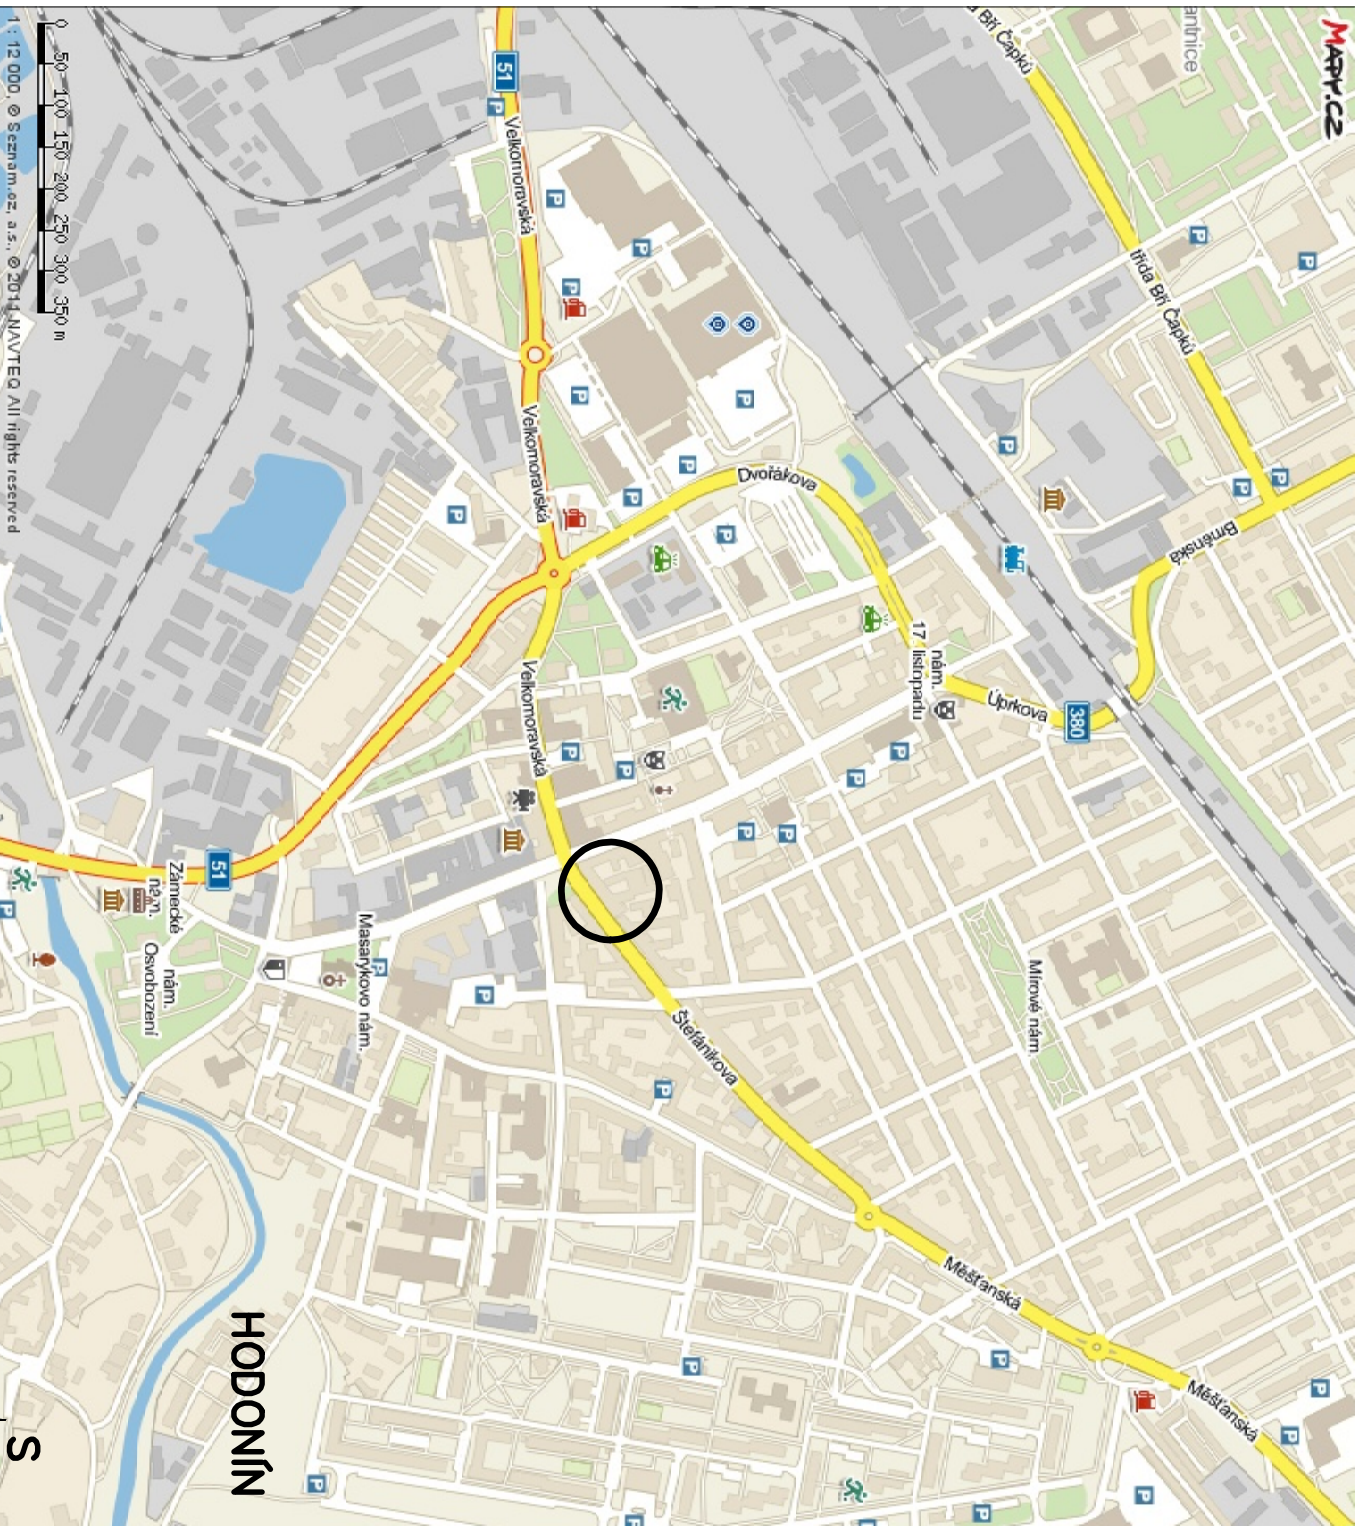 MAPY.CZ
třída Bří Čapků
Brněnská
Měšťanská
antnice
a Bří Čapků
380
Úprkova
Mírové nám.
Měšťanská
nám.
17 listopadu
Dvořákova
Štefánikova
51
Velkomoravská
Velkomoravská
Velkomoravská
Masarykovo nám.
HODONÍN
51
Zámecké
nám.
nám.
Osvobození
0 50 100 150 200 250 300 350 m
1 : 12 000, © Seznam.cz, a.s., © 2011 NAVTEQ All rights reserved
S